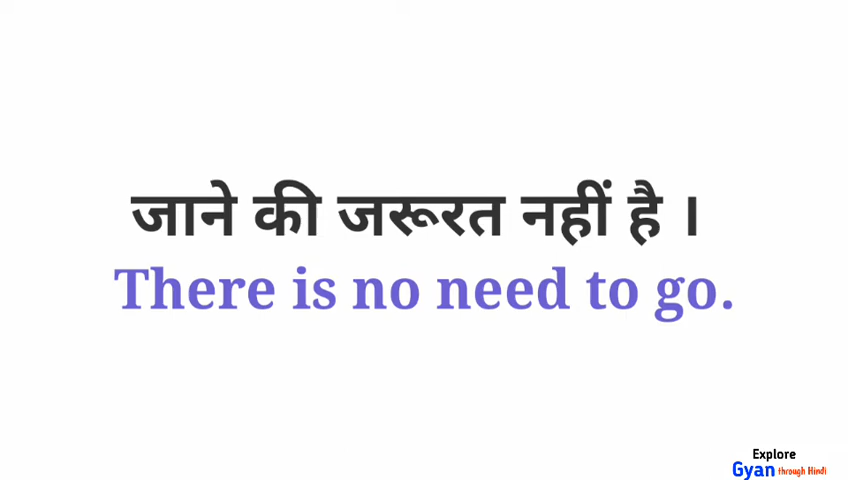 जाने की जरूरत नहीं है ।
There is no need to go.
Explore
Gyan through Hindi